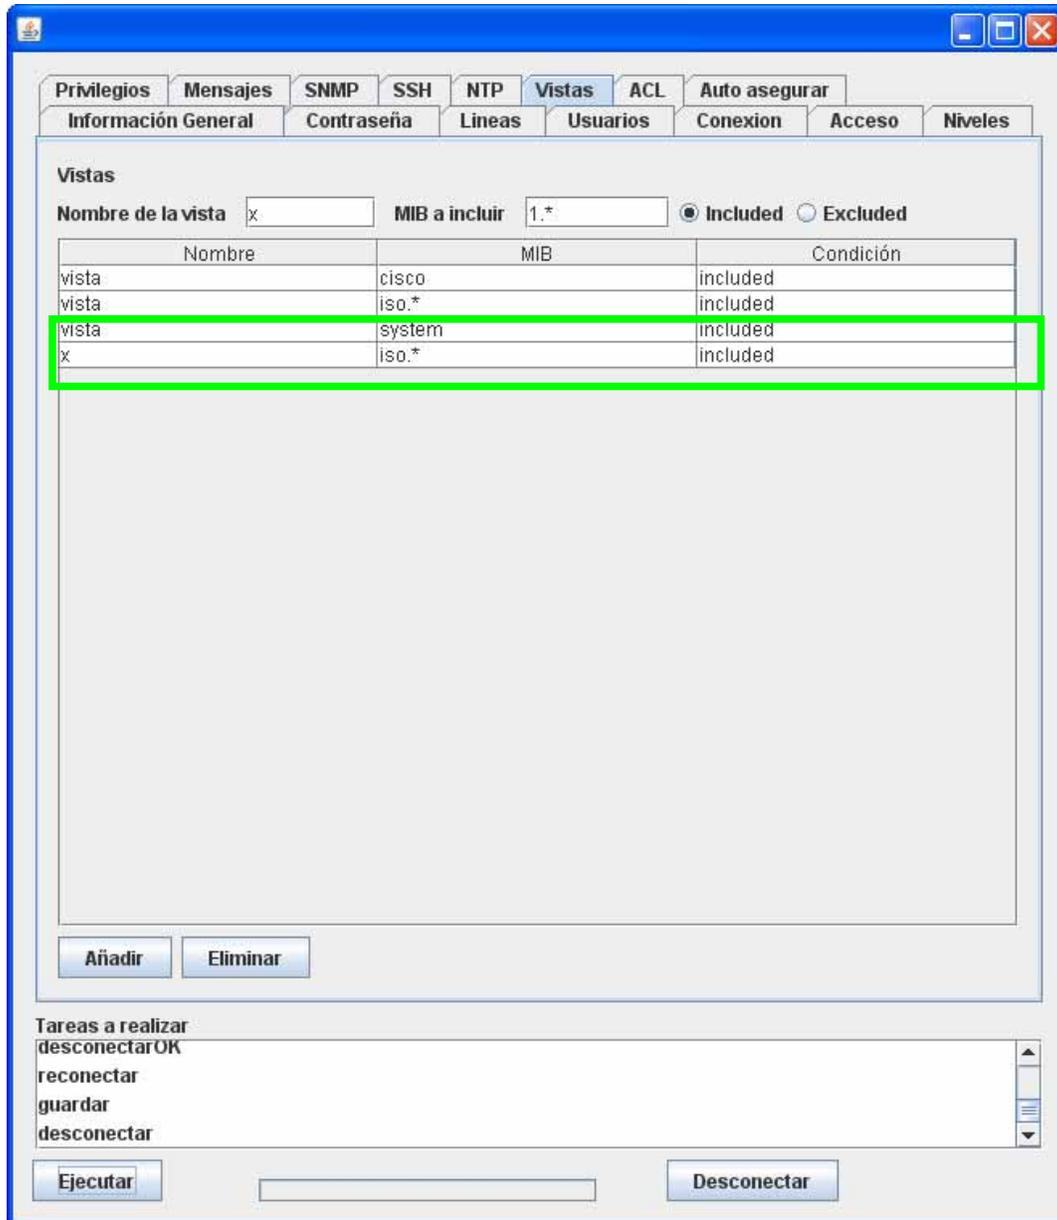 Privilegios Mensajes SNMP SSH NTP Vistas ACL Auto asegurar
Información General Contraseña Lineas Usuarios Conexion Acceso Niveles
Vistas
Nombre de la vista x MIB a incluir 1.* Included Excluded
Nombre MIB Condición
vista cisco included
vista iso.* included
vista system included
x iso.* included
Añadir Eliminar
Tareas a realizar
desconectarOK
reconectar
guardar
desconectar
Ejecutar Desconectar